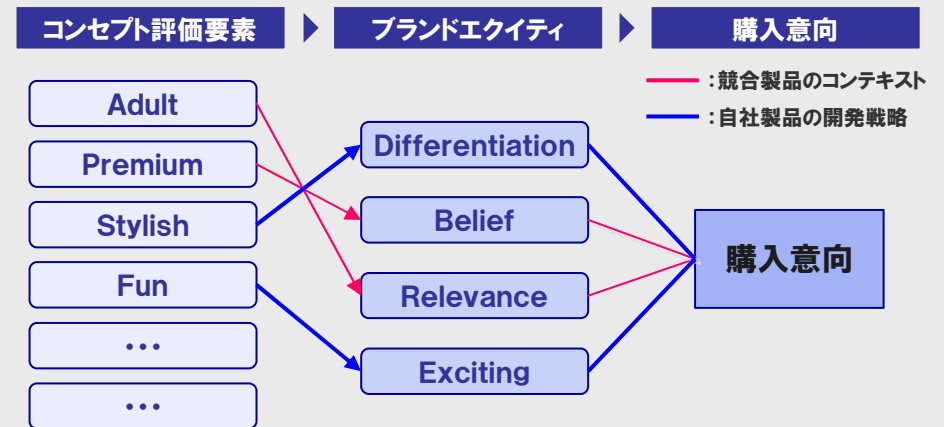 コンセプト評価要素
ブランドエクイティ
購入意向
:競合製品のコンテキスト
:自社製品の開発戦略
Adult
Premium
Stylish
Fun
…
…
Differentiation
Belief
Relevance
Exciting
購入意向